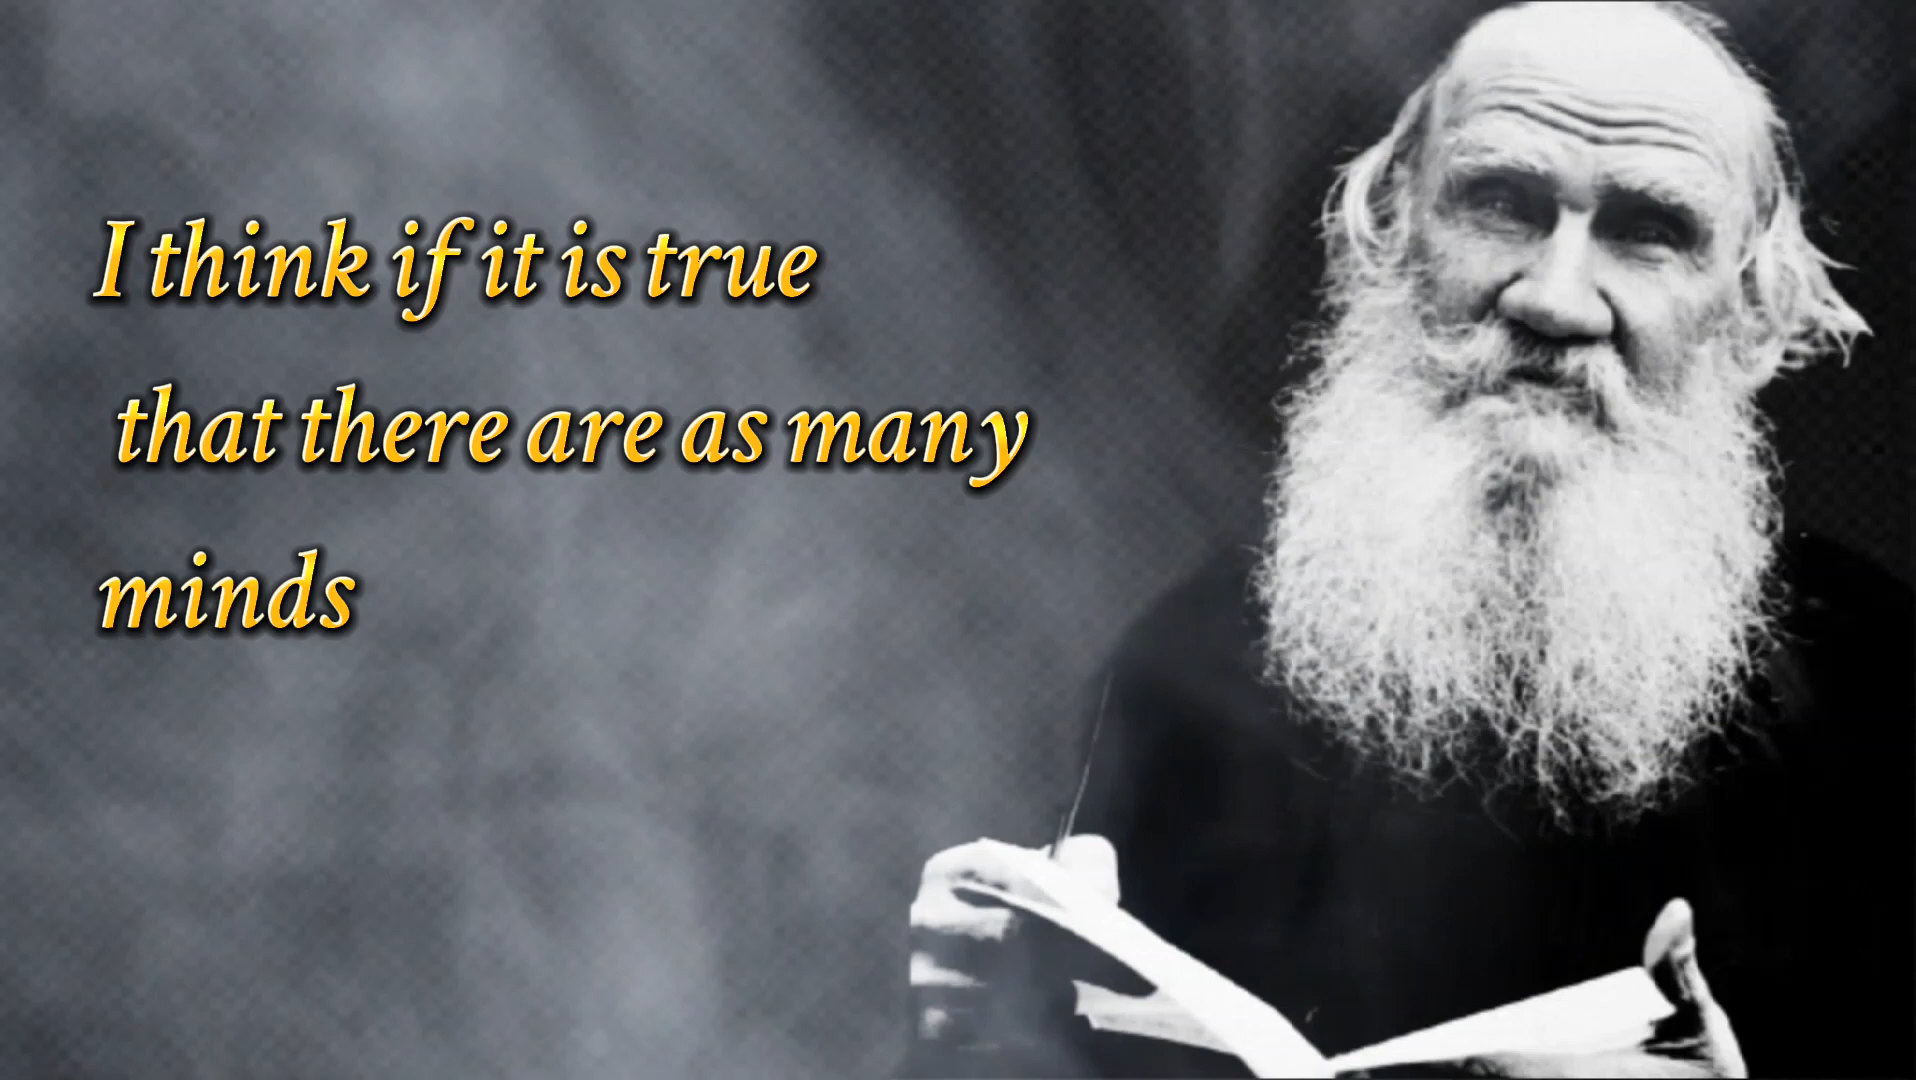 I think if it is true
that there are as many
minds